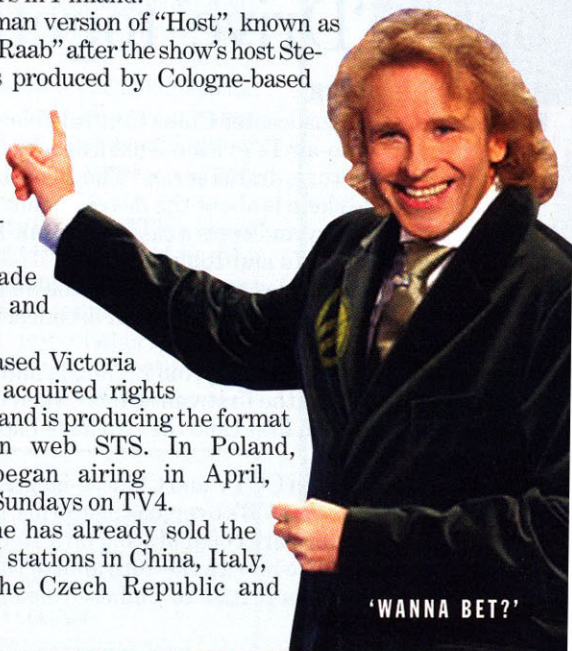 man version of “Host”, known as
Raab” after the show’s host Ste-
produced by Cologne-based
and
ased Victoria
acquired rights
and is producing the format
web STS. In Poland,
began airing in April,
Sundays on TV4.
ne has already sold the
stations in China, Italy,
he Czech Republic and
‘WANNA BET?’